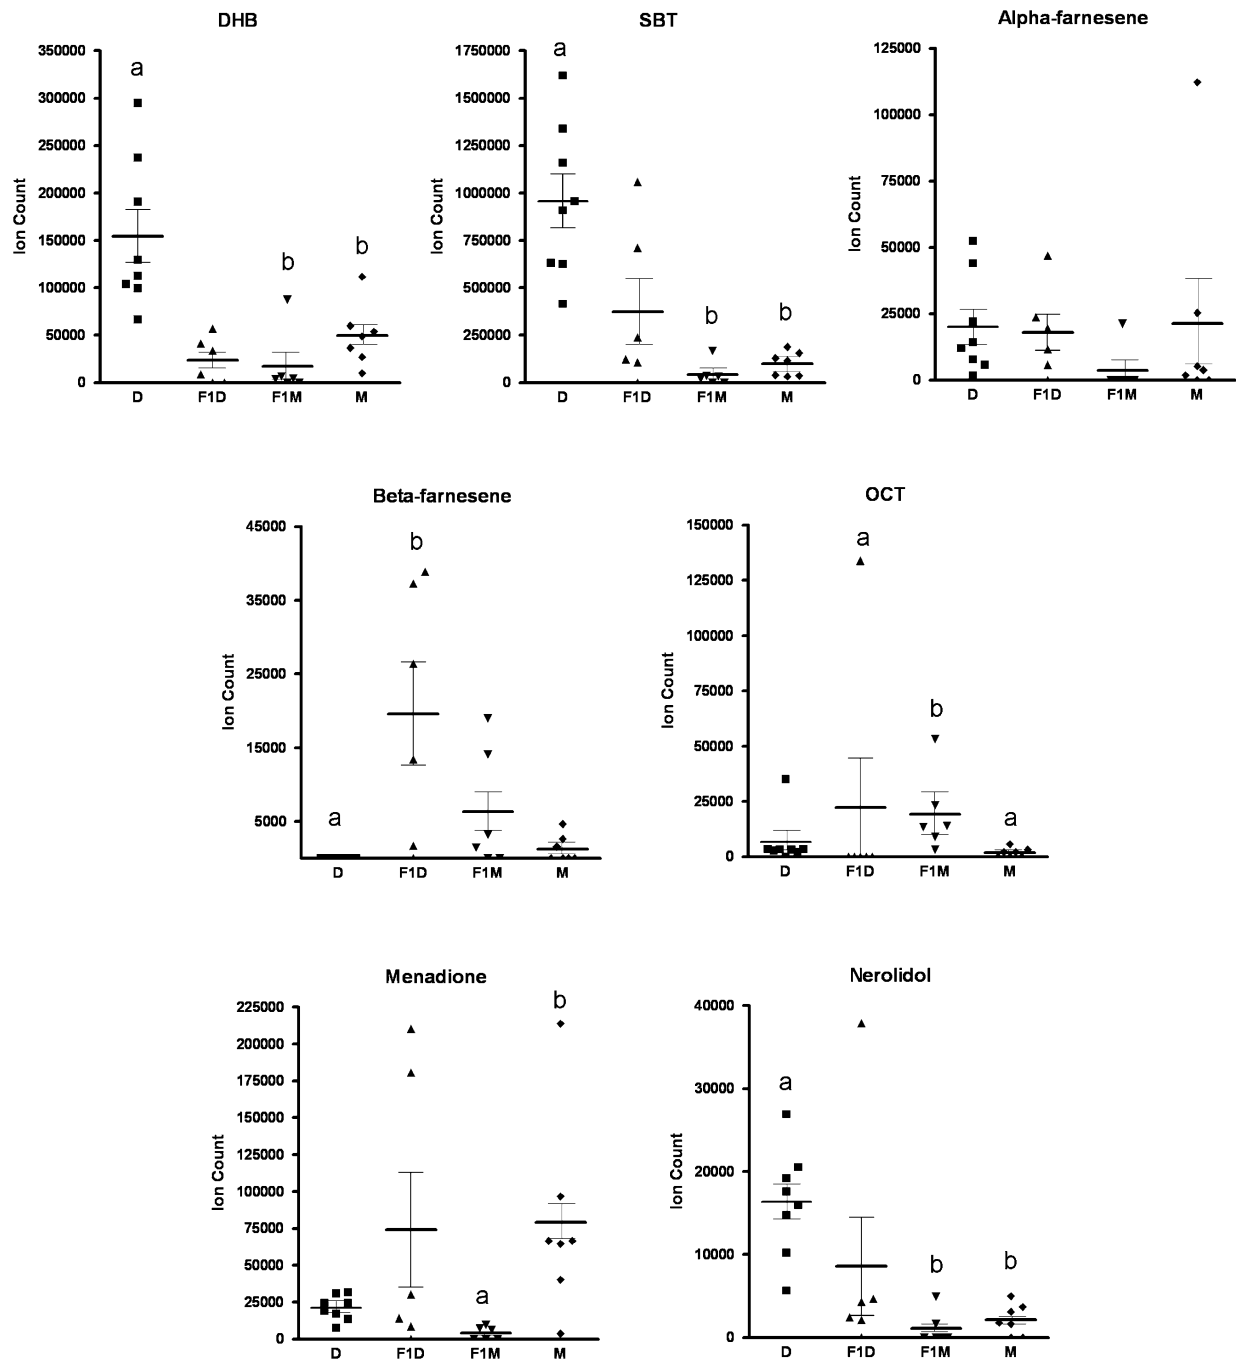 DHB
350000
300000
250000
200000
150000
100000
50000
0
Ion Count
a
b
b
D F1D F1M M
SBT
1750000
1500000
1250000
1000000
750000
500000
250000
0
Ion Count
a
b
b
D F1D F1M M
Alpha-farnesene
125000
100000
75000
50000
25000
0
Ion Count
D F1D F1M M
Beta-farnesene
45000
35000
25000
15000
5000
Ion Count
a
b
D F1D F1M M
OCT
150000
125000
100000
75000
50000
25000
0
Ion Count
a
b
a
D F1D F1M M
Menadione
225000
200000
175000
150000
125000
100000
75000
50000
25000
0
Ion Count
a
b
D F1D F1M M
Nerolidol
40000
30000
20000
10000
0
Ion Count
a
b
b
D F1D F1M M